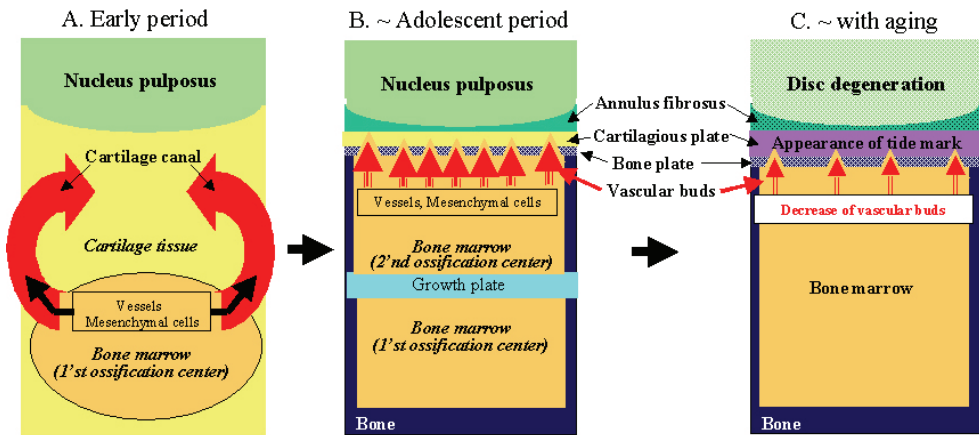 A. Early period
Nucleus pulposus
Cartilage canal
Cartilage tissue
Vessels
Mesenchymal cells
Bone marrow
(1'st ossification center)
B. ~ Adolescent period
Nucleus pulposus
Vessels, Mesenchymal cells
Bone marrow
(2'nd ossification center)
Growth plate
Bone marrow
(1'st ossification center)
Bone
Annulus fibrosus
Cartilagious plate
Bone plate
Vascular buds
C. ~ with aging
Disc degeneration
Appearance of tide mark
Decrease of vascular buds
Bone marrow
Bone